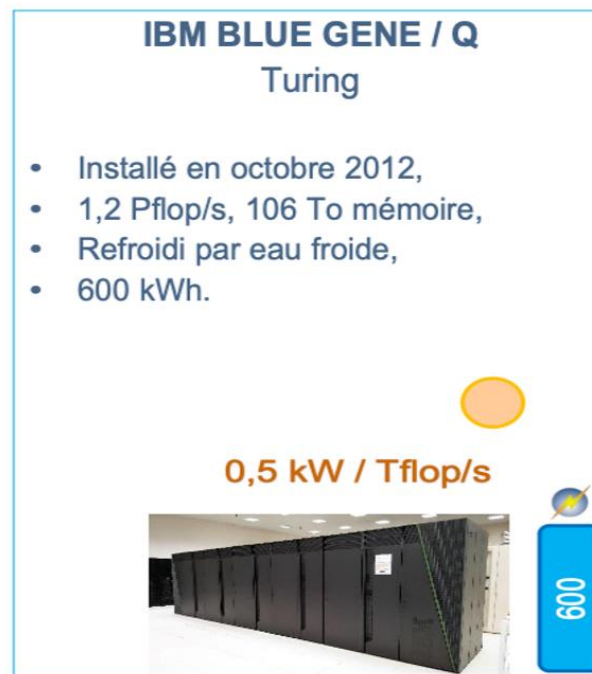 IBM BLUE GENE / Q
Turing
• Installé en octobre 2012,
• 1,2 Pflop/s, 106 To mémoire,
• Refroidi par eau froide,
• 600 kWh.
0,5 kW / Tflop/s
600